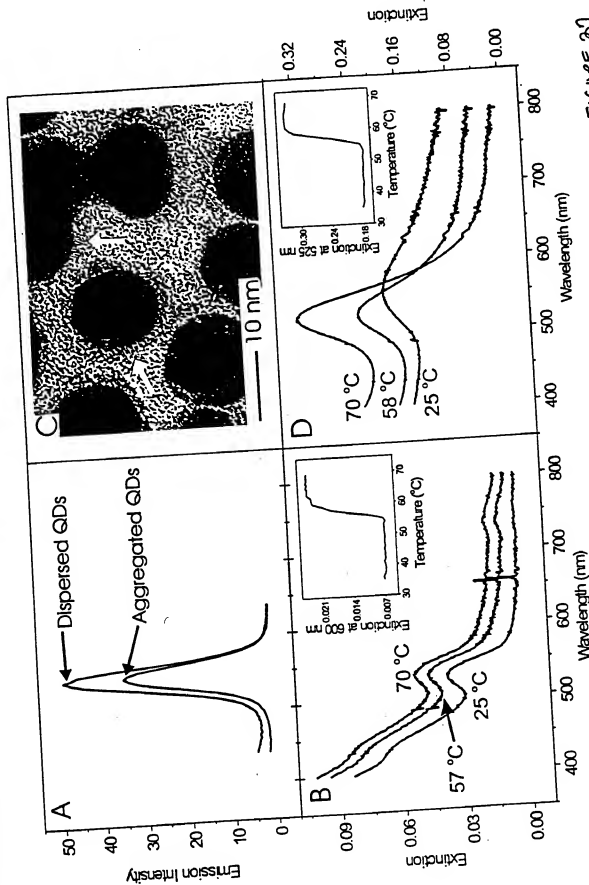 A
Dispersed QDs
Aggregated QDs
Emission Intensity
50
40
30
20
10
0
C
10 nm
B
70 °C
57 °C
25 °C
Extinction
0.09
0.06
0.03
0.00
400
500
600
700
800
Wavelength (nm)
Extinction at 600 nm
0.021
0.014
0.007
30
40
50
60
70
Temperature (°C)
D
70 °C
58 °C
25 °C
Extinction
0.32
0.24
0.16
0.08
0.00
400
500
600
700
800
Wavelength (nm)
Extinction at 525 nm
0.30
0.24
0.18
30
40
50
60
70
Temperature (°C)
FIGURE